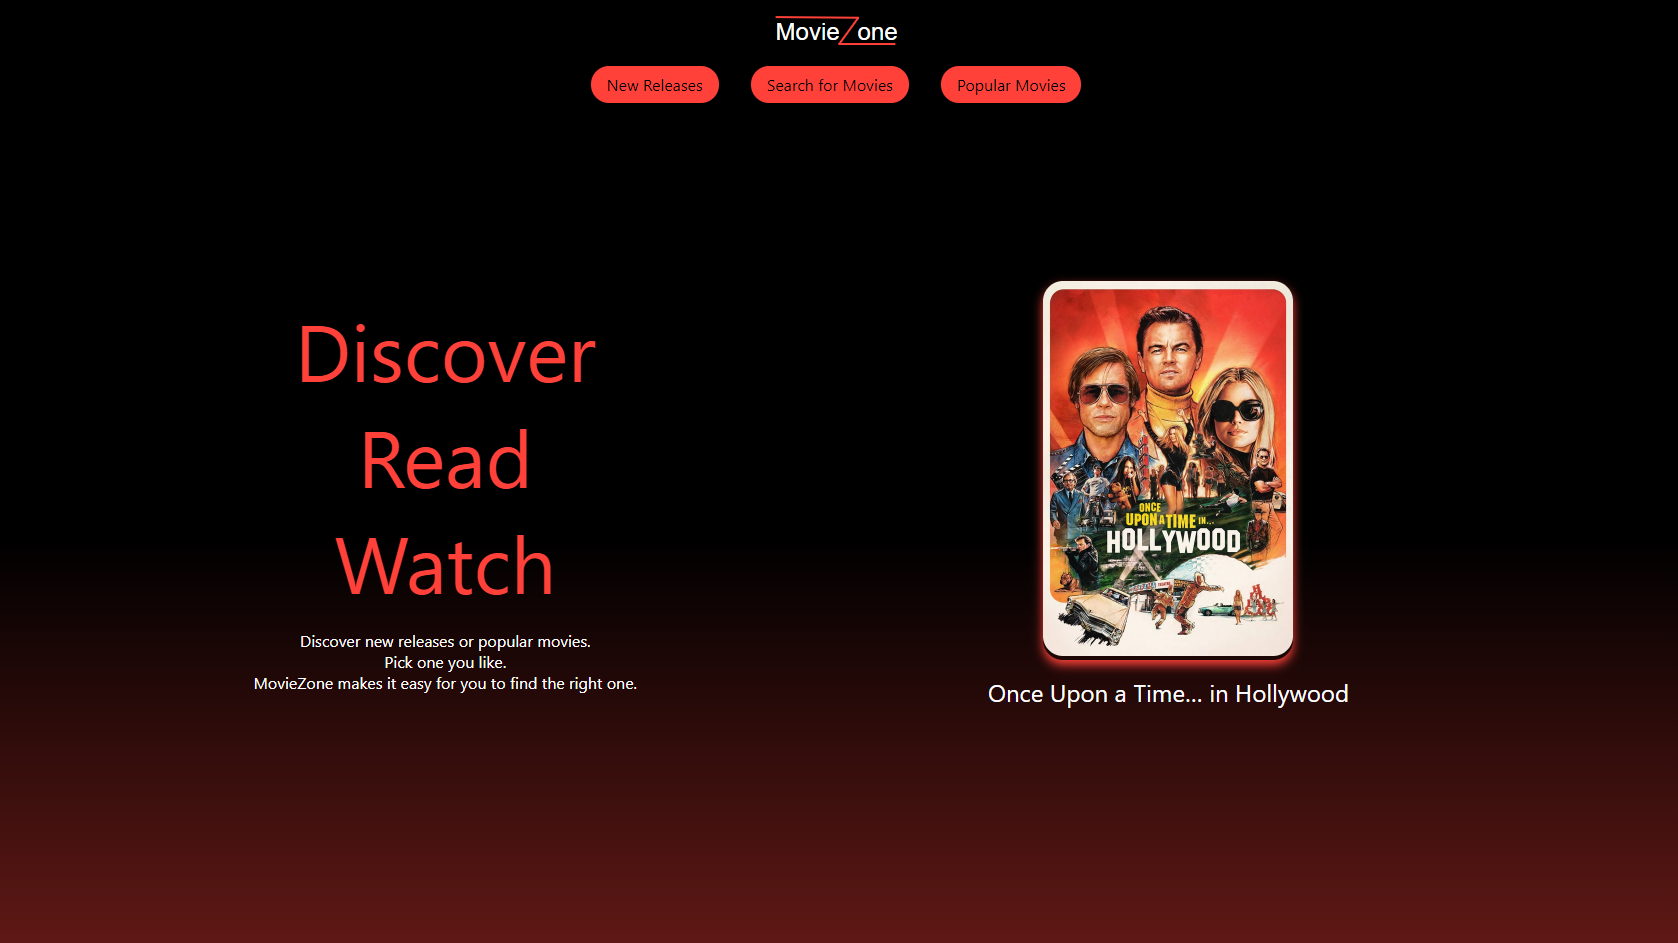 MovieZone
New Releases
Search for Movies
Popular Movies
Discover
Read
Watch
Discover new releases or popular movies.
Pick one you like.
MovieZone makes it easy for you to find the right one.
ONCE
UPON A TIME IN...
HOLLYWOOD
Once Upon a Time... in Hollywood